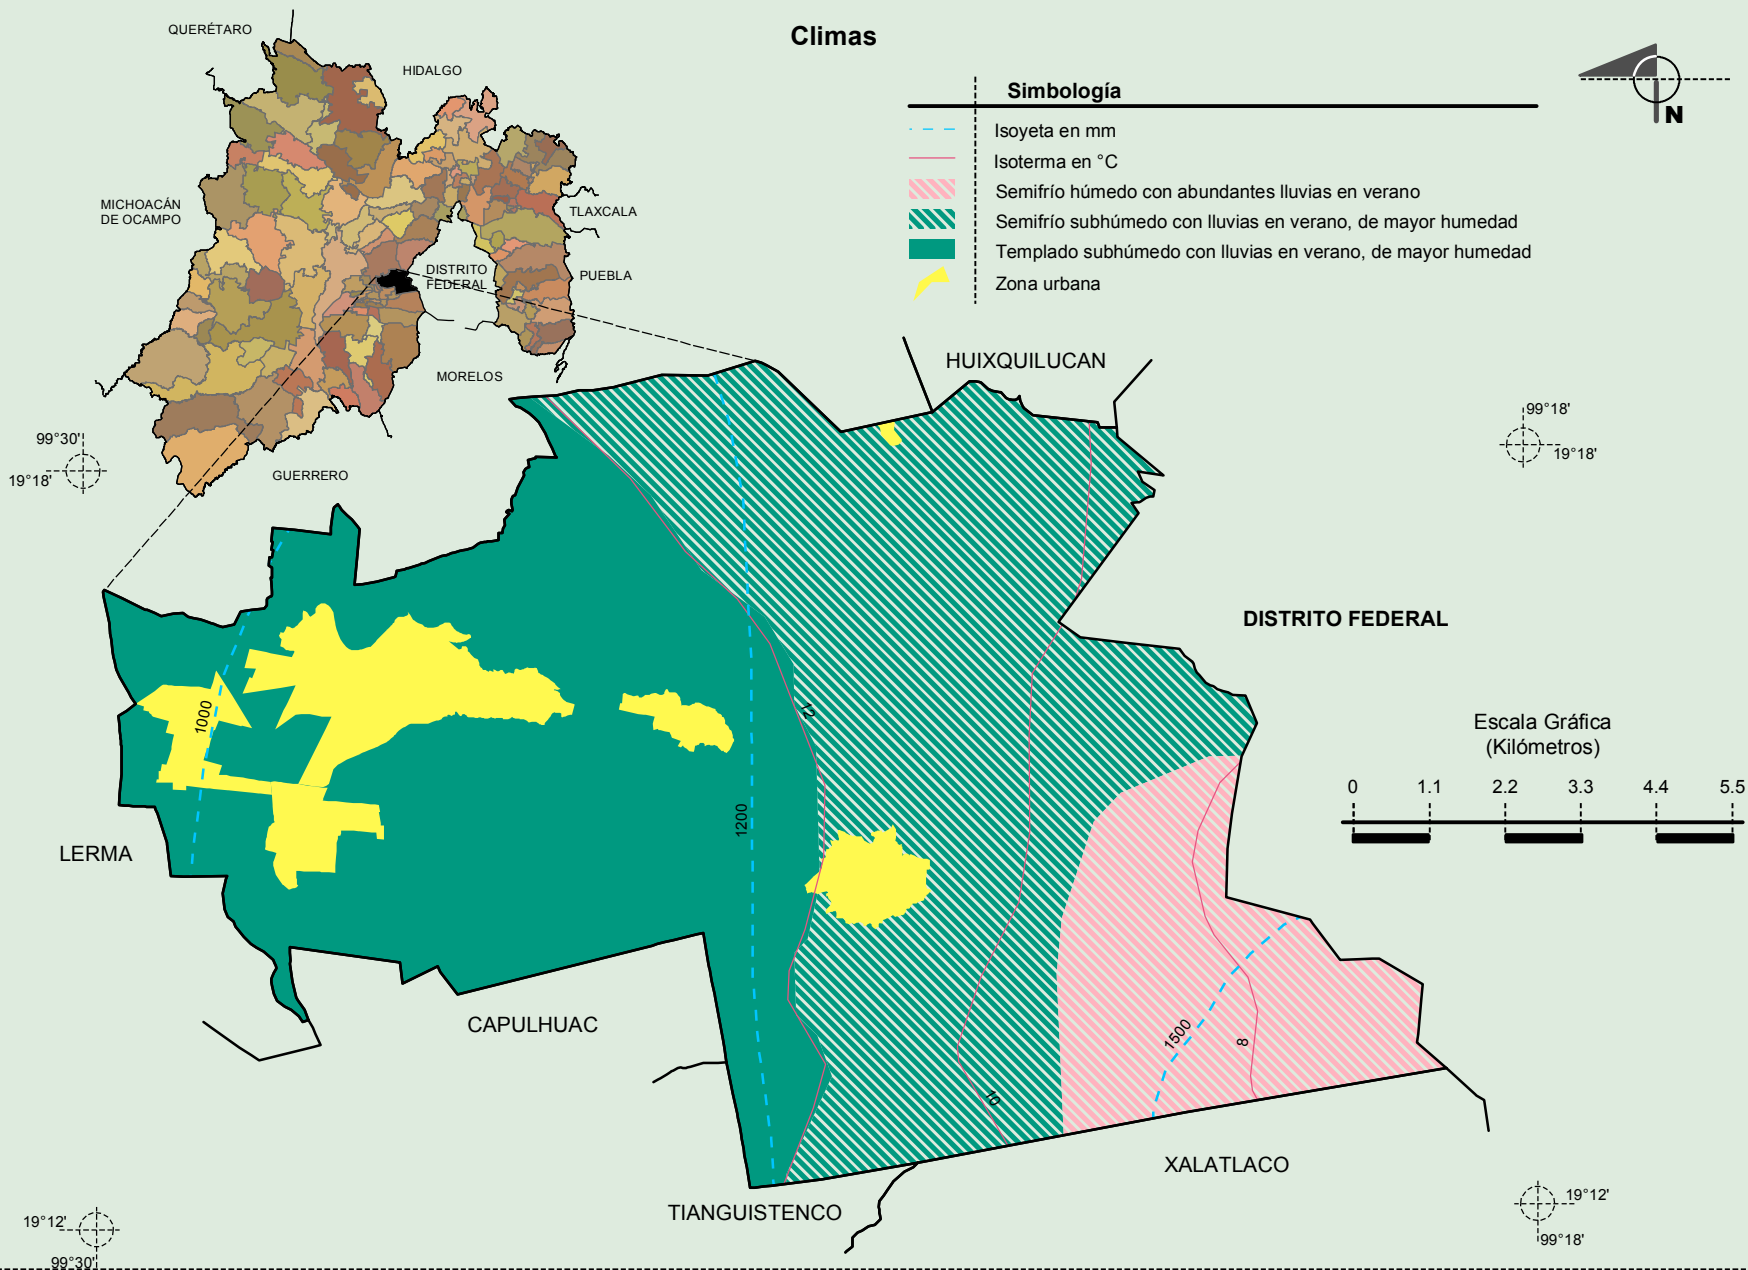 Climas
QUERÉTARO
HIDALGO
MICHOACÁN
DE OCAMPO
TLAXCALA
DISTRITO
FEDERAL
PUEBLA
MORELOS
GUERRERO
N
Simbología
Isoyeta en mm
Isoterma en °C
Semifrío húmedo con abundantes lluvias en verano
Semifrío subhúmedo con lluvias en verano, de mayor humedad
Templado subhúmedo con lluvias en verano, de mayor humedad
Zona urbana
99°30'
19°18'
99°18'
19°18'
HUIXQUILUCAN
DISTRITO FEDERAL
Escala Gráfica
(Kilómetros)
0 1.1 2.2 3.3 4.4 5.5
1000
12
1200
LERMA
CAPULHUAC
1500
8
10
XALATLACO
TIANGUISTENCO
19°12'
99°30'
19°12'
99°18'